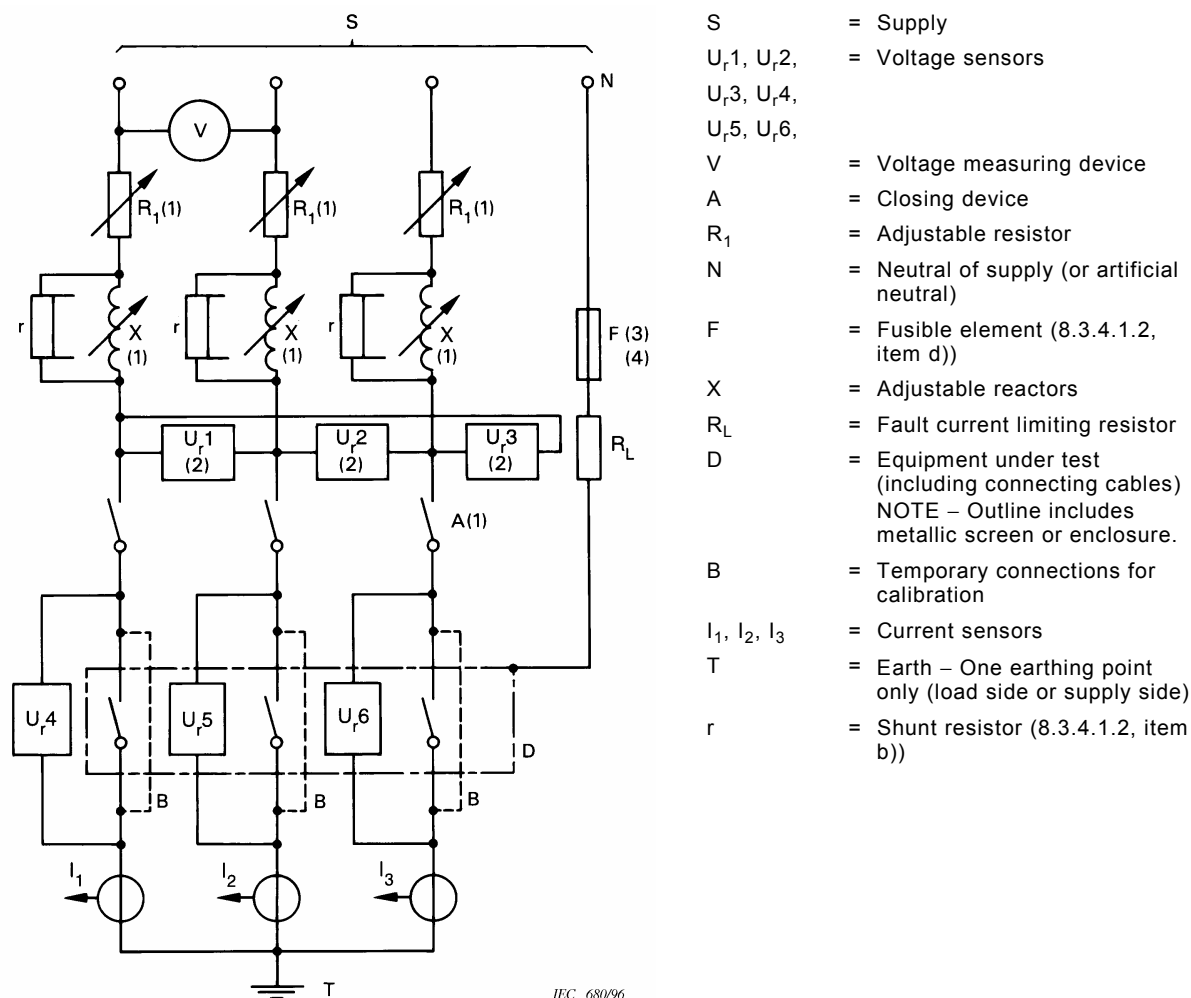 S
N
V
R1(1)
R1(1)
R1(1)
r
X
(1)
r
X
(1)
r
X
(1)
F (3)
(4)
Ur1
(2)
Ur2
(2)
Ur3
(2)
RL
A(1)
Ur4
Ur5
Ur6
D
B
B
B
I1
I2
I3
T
IEC 680/96
S = Supply
Ur1, Ur2, = Voltage sensors
Ur3, Ur4,
Ur5, Ur6,
V = Voltage measuring device
A = Closing device
R1 = Adjustable resistor
N = Neutral of supply (or artificial
neutral)
F = Fusible element (8.3.4.1.2,
item d))
X = Adjustable reactors
RL = Fault current limiting resistor
D = Equipment under test
(including connecting cables)
NOTE – Outline includes
metallic screen or enclosure.
B = Temporary connections for
calibration
I1, I2, I3 = Current sensors
T = Earth – One earthing point
only (load side or supply side)
r = Shunt resistor (8.3.4.1.2, item
b))